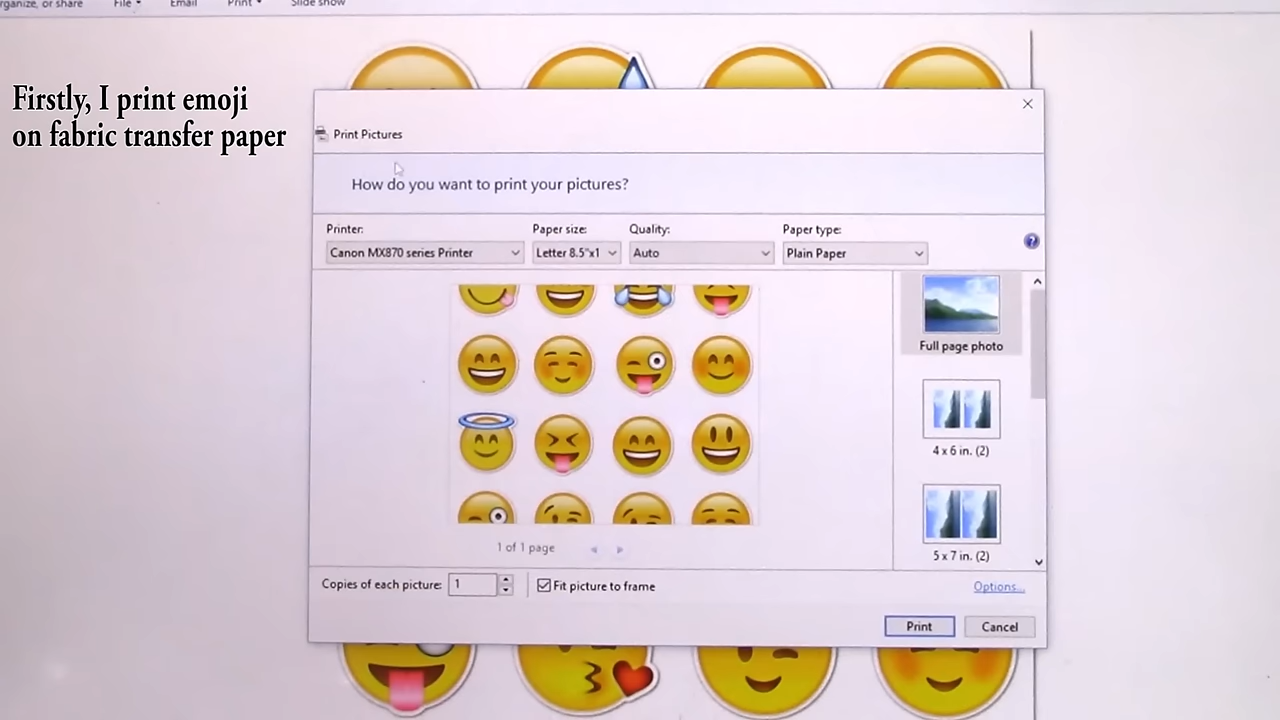 rganize, or share File Email Print Slide show
Firstly, I print emoji
on fabric transfer paper
Print Pictures
How do you want to print your pictures?
Printer: Paper size: Quality: Paper type:
Canon MX870 series Printer Letter 8.5"x1 Auto Plain Paper
Full page photo
4 x 6 in. (2)
5 x 7 in. (2)
1 of 1 page
Copies of each picture: 1 Fit picture to frame Options...
Print Cancel